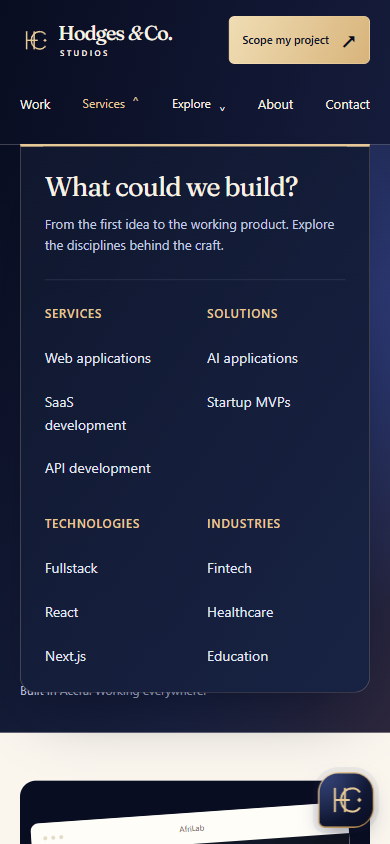 Hodges & Co.
STUDIOS
Scope my project
Work
Services
Explore
About
Contact
What could we build?
From the first idea to the working product. Explore
the disciplines behind the craft.
SERVICES
Web applications
SaaS
development
API development
SOLUTIONS
AI applications
Startup MVPs
TECHNOLOGIES
Fullstack
React
Next.js
INDUSTRIES
Fintech
Healthcare
Education
Built in Accra. Working everywhere.
AfriLab